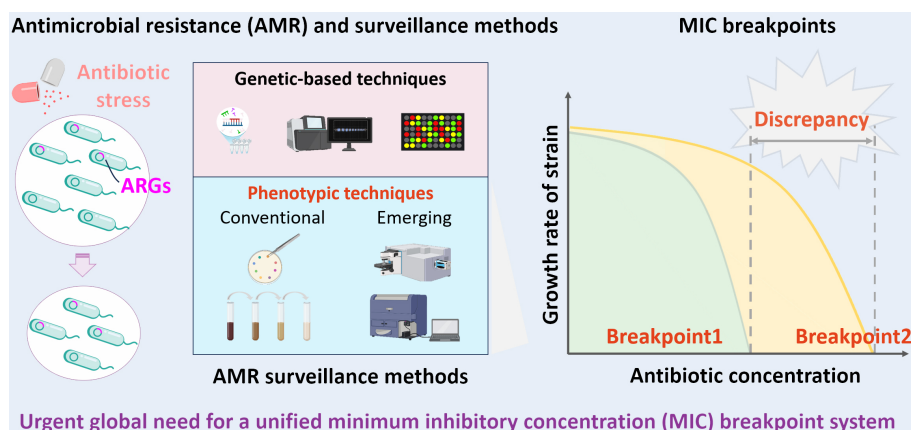 Antimicrobial resistance (AMR) and surveillance methods
MIC breakpoints
Antibiotic
stress
ARGs
Genetic-based techniques
Phenotypic techniques
Conventional
Emerging
AMR surveillance methods
Discrepancy
Growth rate of strain
Breakpoint1
Breakpoint2
Antibiotic concentration
Urgent global need for a unified minimum inhibitory concentration (MIC) breakpoint system